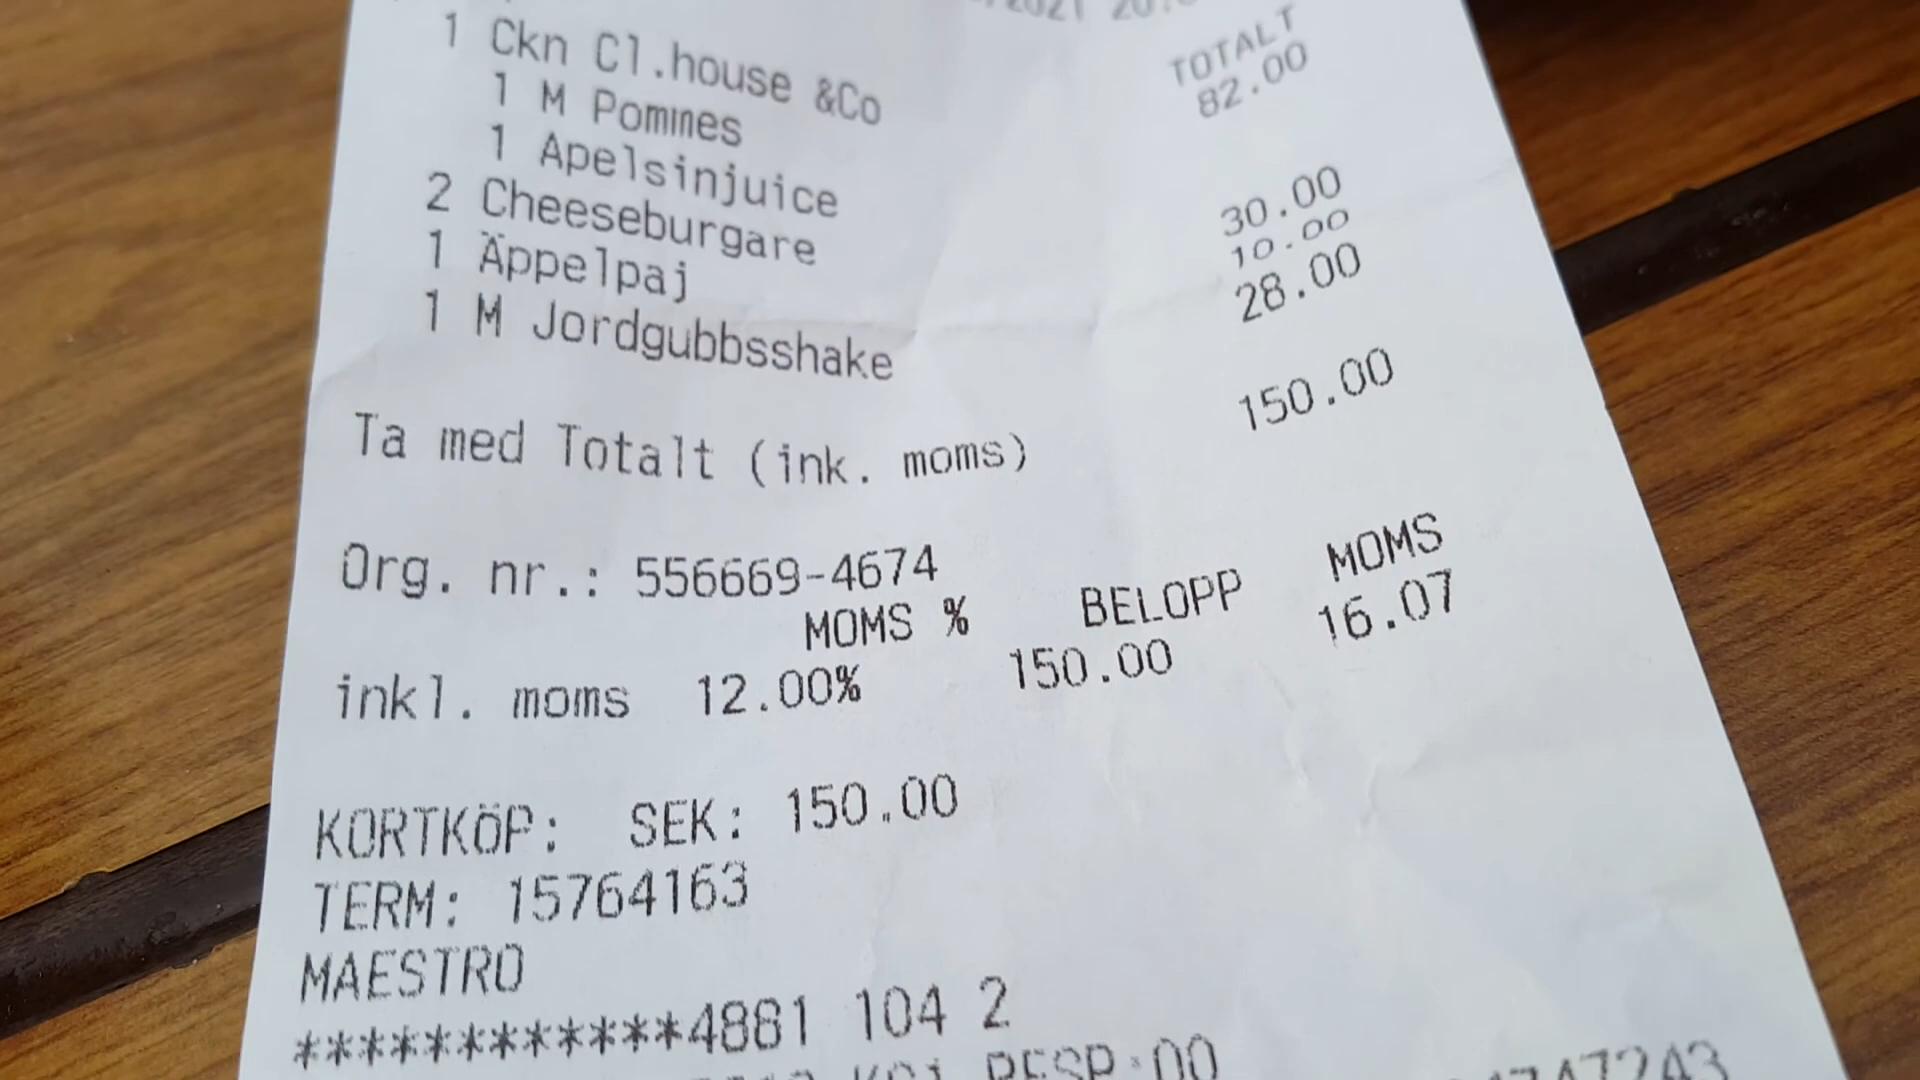 TOTALT
1 Ckn Cl.house &Co 82.00
1 M Pommes
1 Apelsinjuice
2 Cheeseburgare 30.00
1 Äppelpaj 10.00
1 M Jordgubbsshake 28.00
Ta med Totalt (ink. moms) 150.00
Org. nr.: 556669-4674
MOMS % BELOPP MOMS
inkl. moms 12.00% 150.00 16.07
KORTKÖP: SEK: 150.00
TERM: 15764163
MAESTRO
************4881 104 2
RESP:00